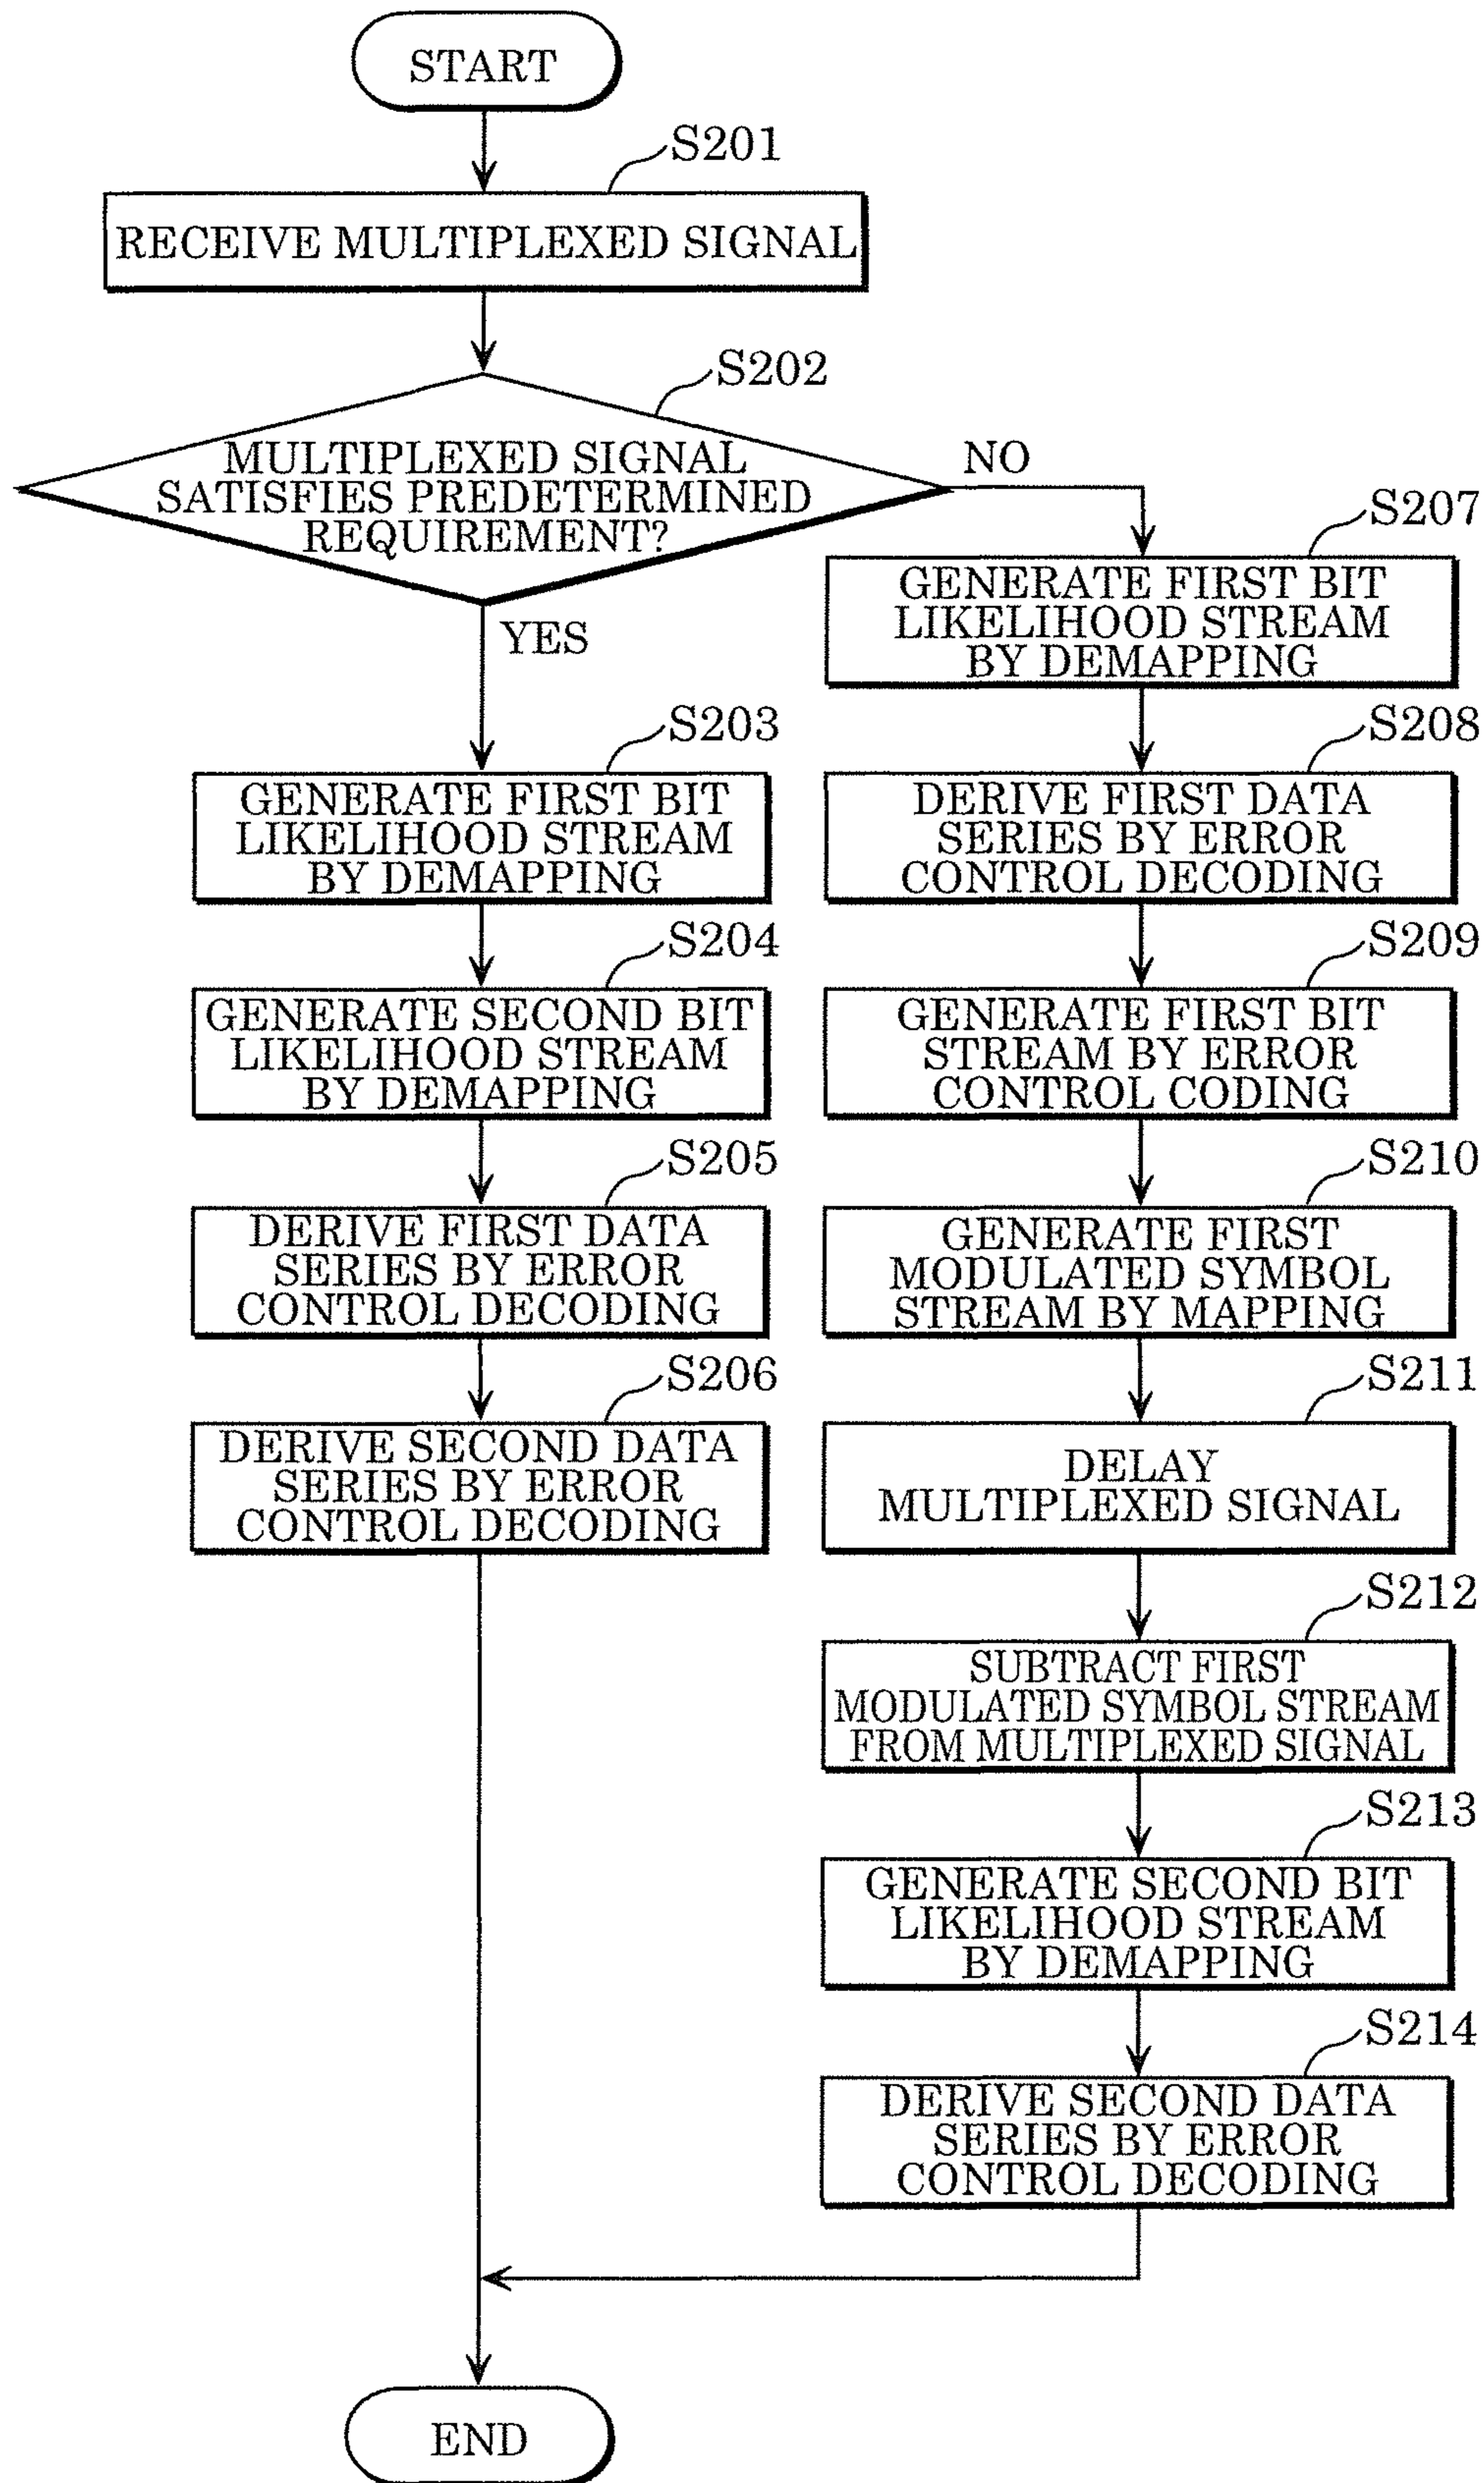 START
S201
RECEIVE MULTIPLEXED SIGNAL
S202
MULTIPLEXED SIGNAL
SATISFIES PREDETERMINED
REQUIREMENT?
NO
YES
S203
GENERATE FIRST BIT
LIKELIHOOD STREAM
BY DEMAPPING
S204
GENERATE SECOND BIT
LIKELIHOOD STREAM
BY DEMAPPING
S205
DERIVE FIRST DATA
SERIES BY ERROR
CONTROL DECODING
S206
DERIVE SECOND DATA
SERIES BY ERROR
CONTROL DECODING
S207
GENERATE FIRST BIT
LIKELIHOOD STREAM
BY DEMAPPING
S208
DERIVE FIRST DATA
SERIES BY ERROR
CONTROL DECODING
S209
GENERATE FIRST BIT
STREAM BY ERROR
CONTROL CODING
S210
GENERATE FIRST
MODULATED SYMBOL
STREAM BY MAPPING
S211
DELAY
MULTIPLEXED SIGNAL
S212
SUBTRACT FIRST
MODULATED SYMBOL STREAM
FROM MULTIPLEXED SIGNAL
S213
GENERATE SECOND BIT
LIKELIHOOD STREAM
BY DEMAPPING
S214
DERIVE SECOND DATA
SERIES BY ERROR
CONTROL DECODING
END